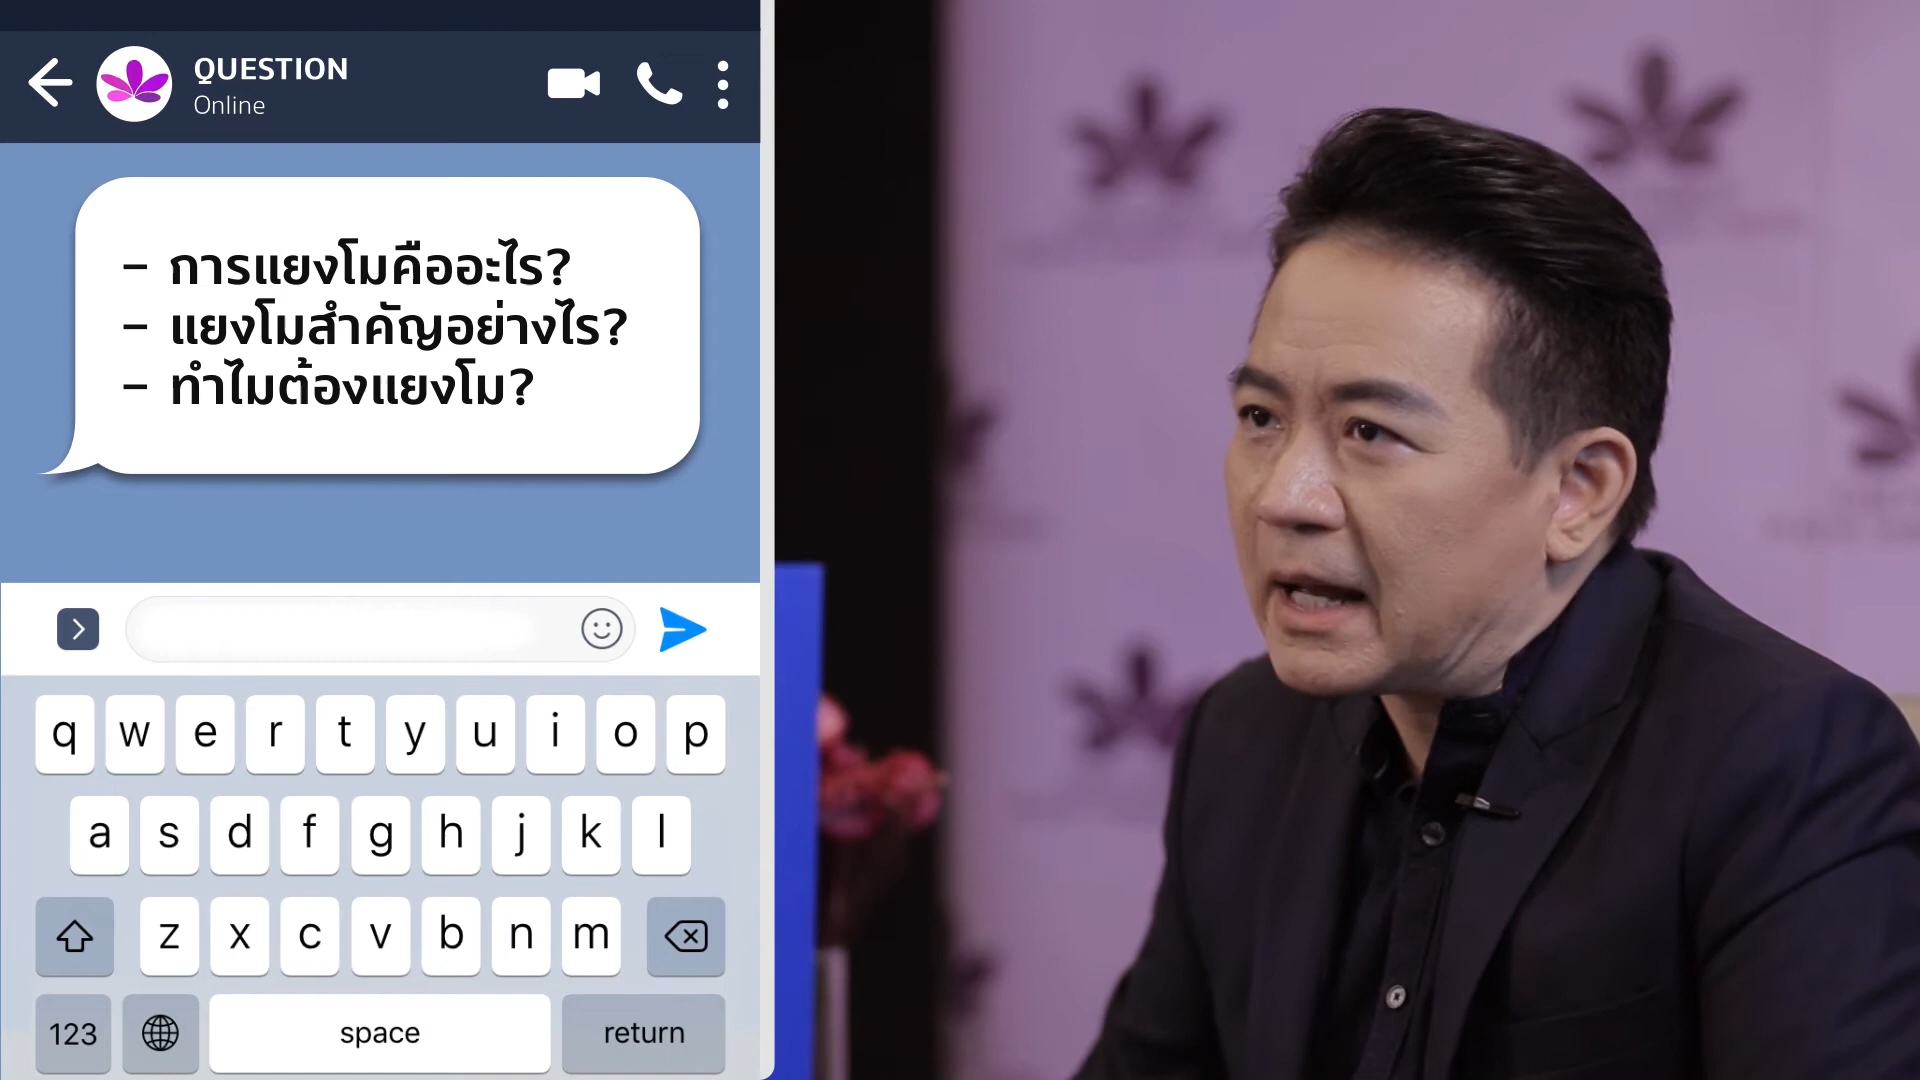 QUESTION
Online
– การแยงโมคืออะไร?
– แยงโมสำคัญอย่างไร?
– ทำไมต้องแยงโม?
q w e r t y u i o p
a s d f g h j k l
z x c v b n m
123 space return